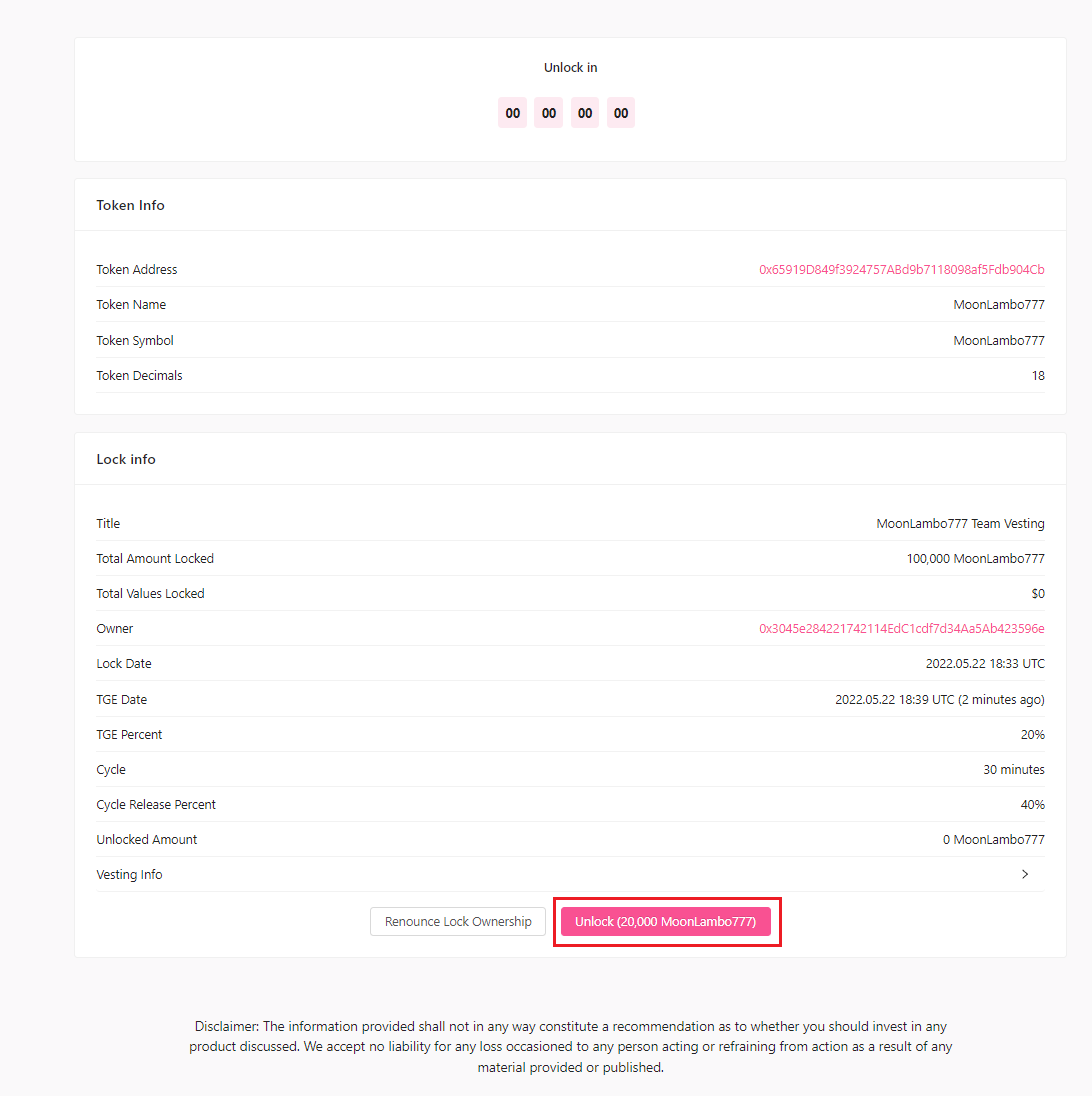 Unlock in
00 00 00 00
Token Info
Token Address 0x65919D849f3924757ABd9b7118098af5Fdb904Cb
Token Name MoonLambo777
Token Symbol MoonLambo777
Token Decimals 18
Lock info
Title MoonLambo777 Team Vesting
Total Amount Locked 100,000 MoonLambo777
Total Values Locked $0
Owner 0x3045e284221742114EdC1cdf7d34Aa5Ab423596e
Lock Date 2022.05.22 18:33 UTC
TGE Date 2022.05.22 18:39 UTC (2 minutes ago)
TGE Percent 20%
Cycle 30 minutes
Cycle Release Percent 40%
Unlocked Amount 0 MoonLambo777
Vesting Info
Renounce Lock Ownership Unlock (20,000 MoonLambo777)
Disclaimer: The information provided shall not in any way constitute a recommendation as to whether you should invest in any
product discussed. We accept no liability for any loss occasioned to any person acting or refraining from action as a result of any
material provided or published.